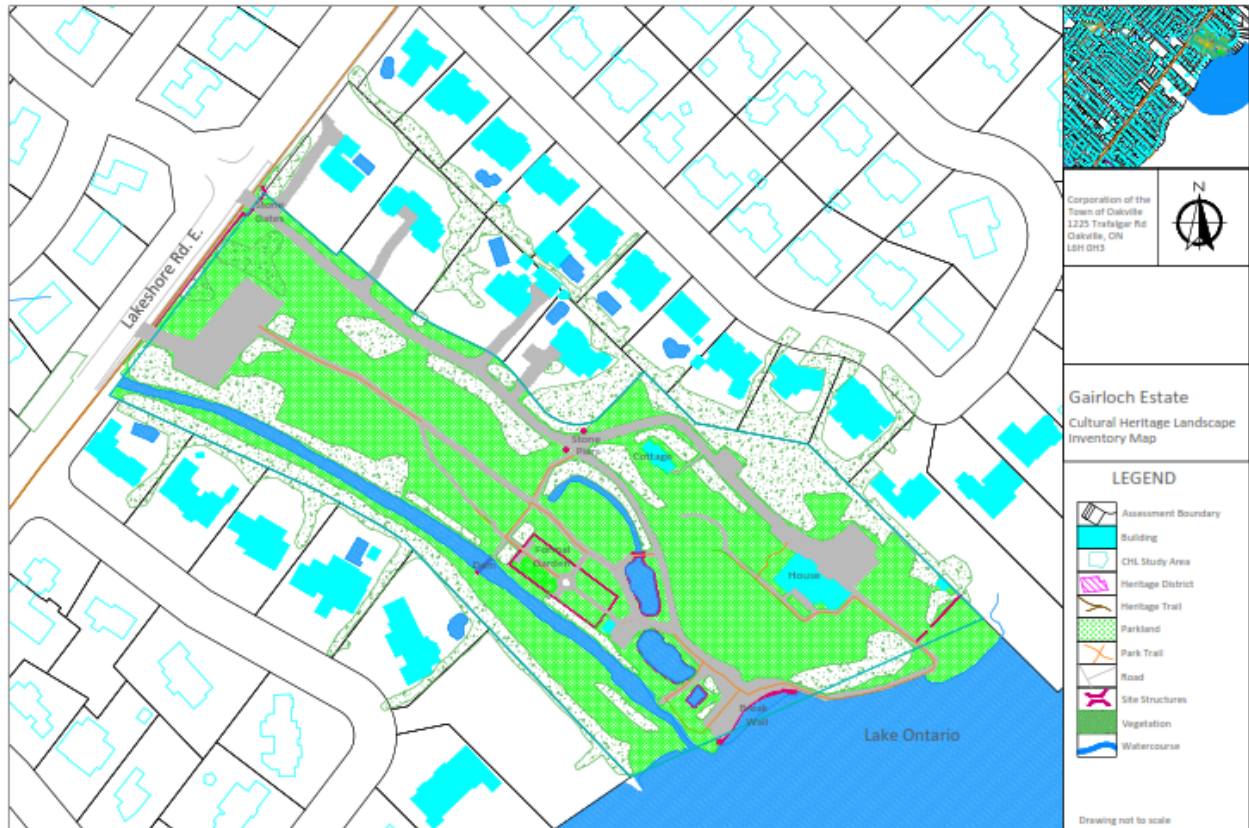 Stone
Gates
Lakeshore Rd. E.
Stone
Piers
Cottage
Formal
Garden
Dam
House
Break
Wall
Lake Ontario
Corporation of the
Town of Oakville
1225 Trafalgar Rd
Oakville, ON
L6H 0H3
N
Gairloch Estate
Cultural Heritage Landscape
Inventory Map
LEGEND
Assessment Boundary
Building
CHL Study Area
Heritage District
Heritage Trail
Parkland
Park Trail
Road
Site Structures
Vegetation
Watercourse
Drawing not to scale